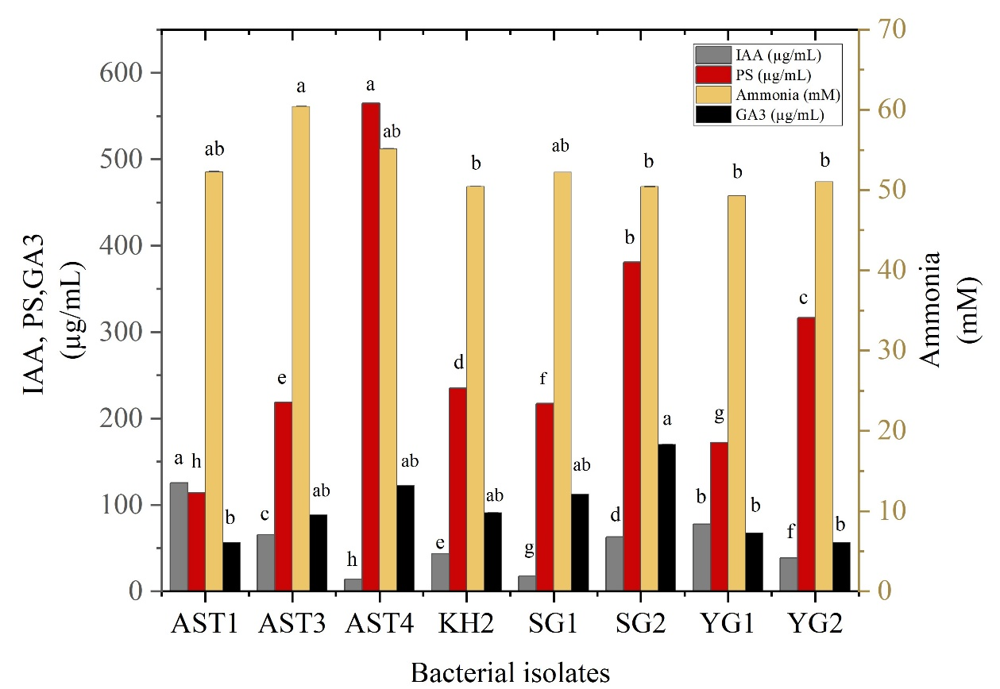 IAA, PS,GA3
(µg/mL)
600
500
400
300
200
100
0
70
60
50
40
30
20
10
0
Ammonia
(mM)
IAA (µg/mL)
PS (µg/mL)
Ammonia (mM)
GA3 (µg/mL)
a h ab b
c e a ab
h a ab ab
e d b ab
g f ab ab
d b b a
b g b b
f c b b
AST1 AST3 AST4 KH2 SG1 SG2 YG1 YG2
Bacterial isolates